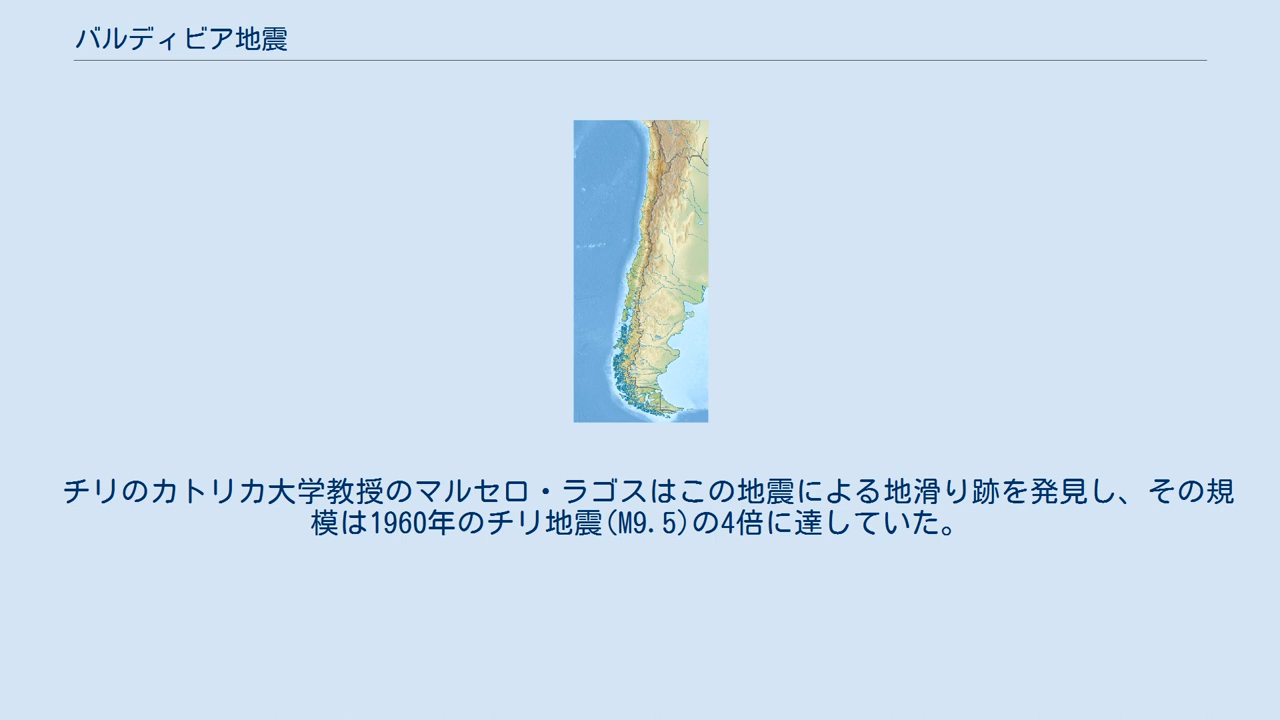 バルディビア地震
チリのカトリカ大学教授のマルセロ・ラゴスはこの地震による地滑り跡を発見し、その規
模は1960年のチリ地震(M9.5)の4倍に達していた。